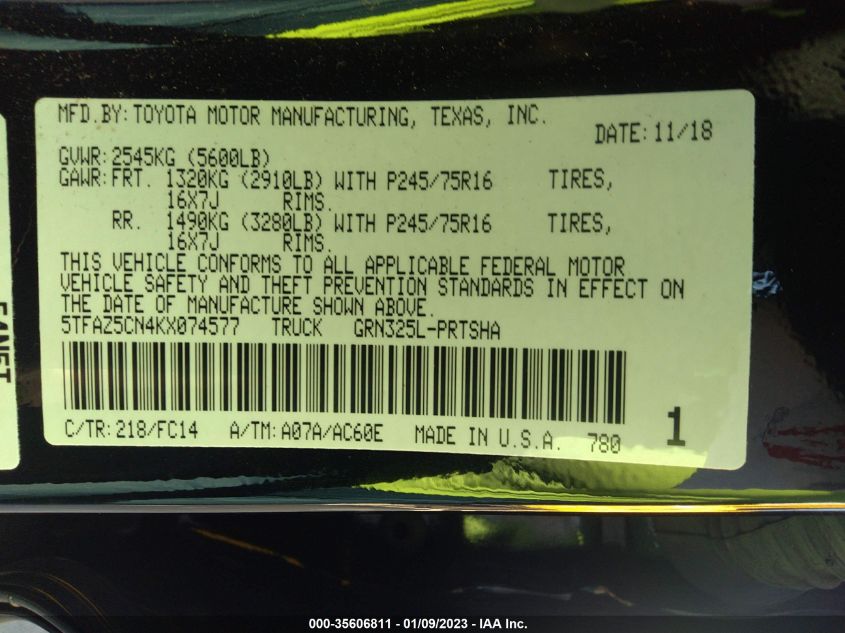 MFD.BY:TOYOTA MOTOR MANUFACTURING, TEXAS, INC.
DATE:11/18
GVWR:2545KG (5600LB)
GAWR:FRT. 1320KG (2910LB) WITH P245/75R16 TIRES,
16X7J RIMS.
RR. 1490KG (3280LB) WITH P245/75R16 TIRES,
16X7J RIMS.
THIS VEHICLE CONFORMS TO ALL APPLICABLE FEDERAL MOTOR
VEHICLE SAFETY AND THEFT PREVENTION STANDARDS IN EFFECT ON
THE DATE OF MANUFACTURE SHOWN ABOVE.
5TFAZ5CN4KX074577 TRUCK GRN325L-PRTSHA
C/TR:218/FC14 A/TM:A07A/AC60E MADE IN U.S.A. 780
1
000-35606811 - 01/09/2023 - IAA Inc.